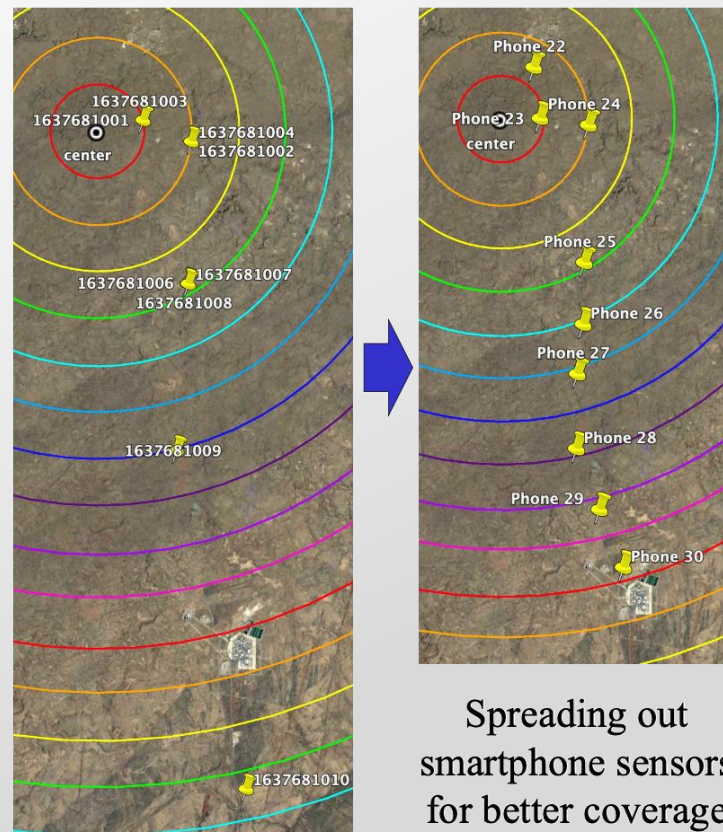 1637681003
1637681001
1637681004
center
1637681002
1637681006
1637681007
1637681008
1637681009
1637681010
Phone 22
Phone 24
Phone 23
center
Phone 25
Phone 26
Phone 27
Phone 28
Phone 29
Phone 30
Spreading out
smartphone sensors
for better coverage